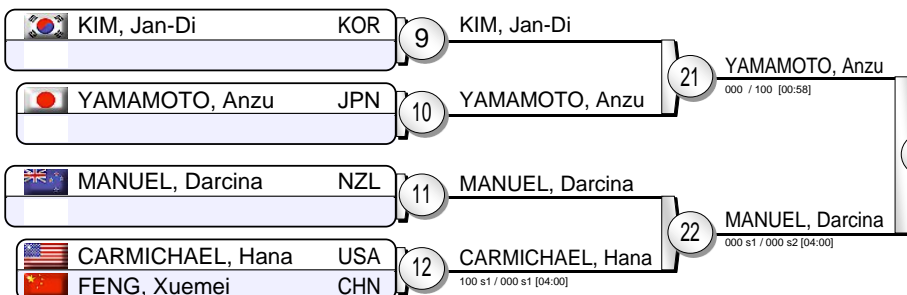 KIM, Jan-Di KOR
9
KIM, Jan-Di
21
YAMAMOTO, Anzu
000 / 100 [00:58]
YAMAMOTO, Anzu JPN
10
YAMAMOTO, Anzu
MANUEL, Darcina NZL
11
MANUEL, Darcina
22
MANUEL, Darcina
000 s1 / 000 s2 [04:00]
CARMICHAEL, Hana USA
FENG, Xuemei CHN
12
CARMICHAEL, Hana
100 s1 / 000 s1 [04:00]